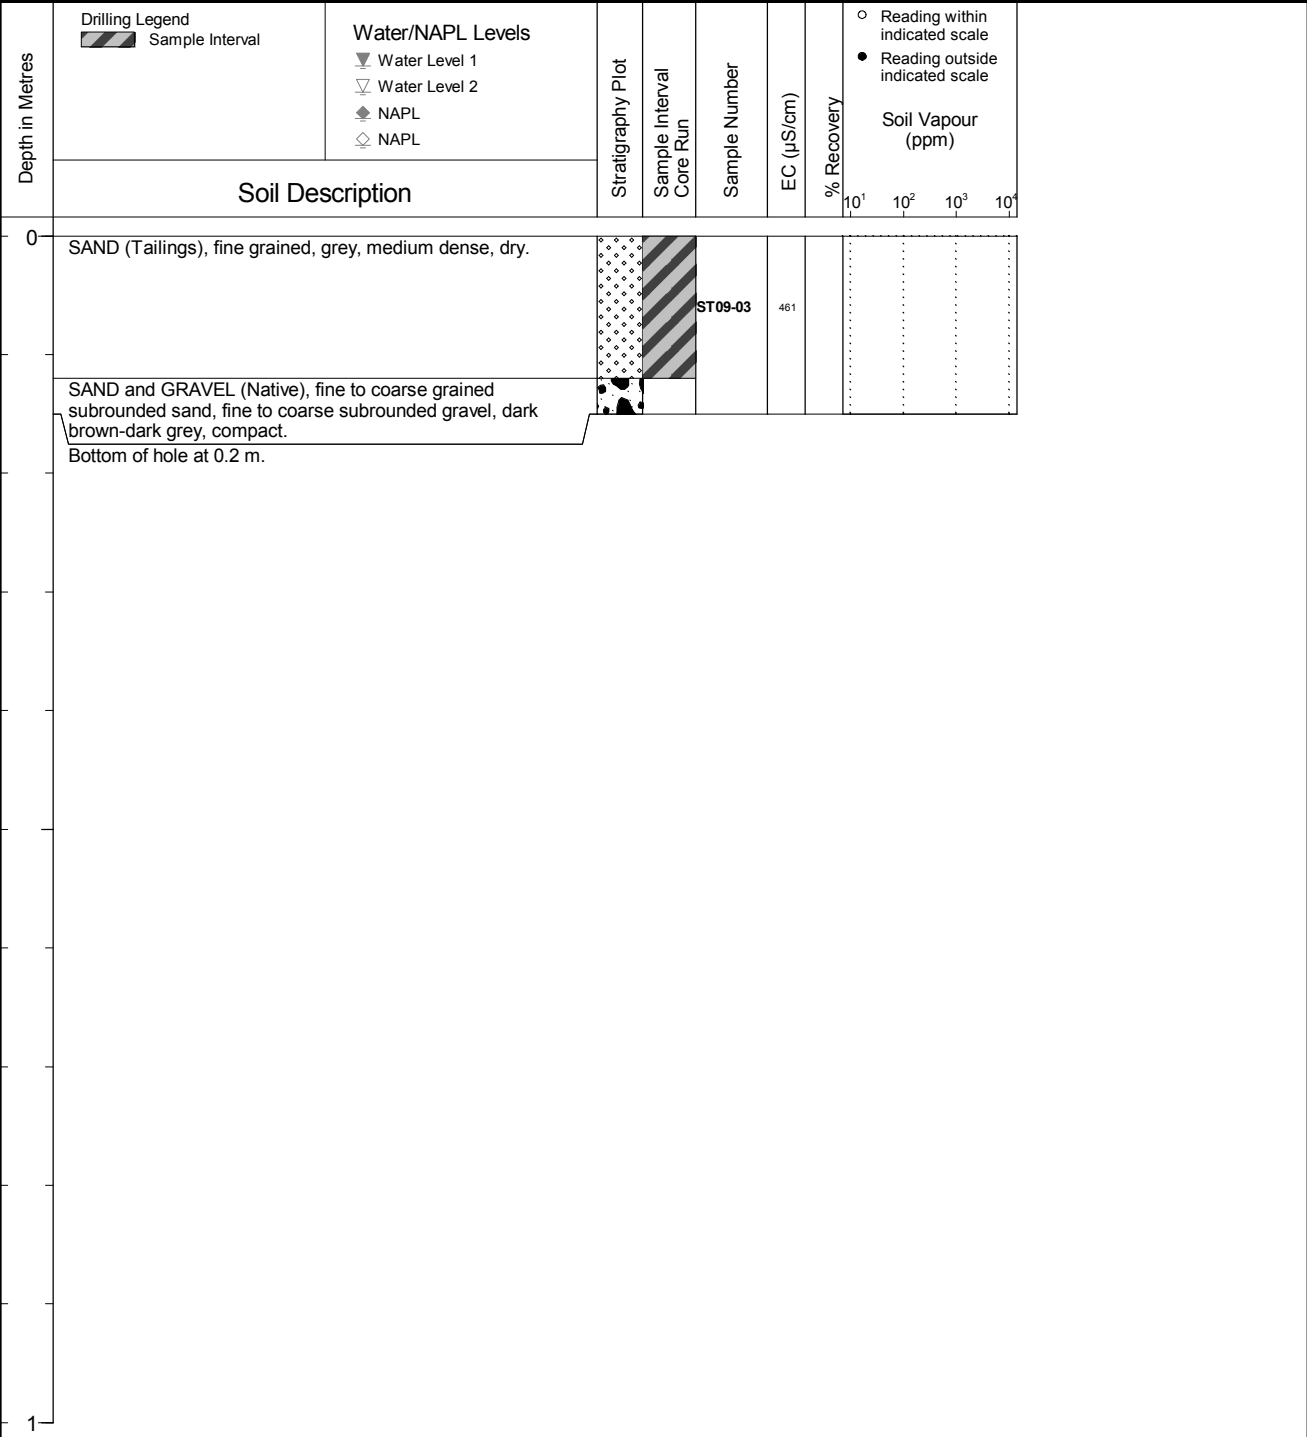 Depth in Metres
Drilling Legend
Sample Interval
Water/NAPL Levels
Water Level 1
Water Level 2
NAPL
NAPL
Soil Description
Stratigraphy Plot
Sample Interval
Core Run
Sample Number
EC (µS/cm)
% Recovery
Reading within
indicated scale
Reading outside
indicated scale
Soil Vapour
(ppm)
10¹ 10² 10³ 10⁴
0
SAND (Tailings), fine grained, grey, medium dense, dry.
ST09-03
461
SAND and GRAVEL (Native), fine to coarse grained
subrounded sand, fine to coarse subrounded gravel, dark
brown-dark grey, compact.
Bottom of hole at 0.2 m.
1